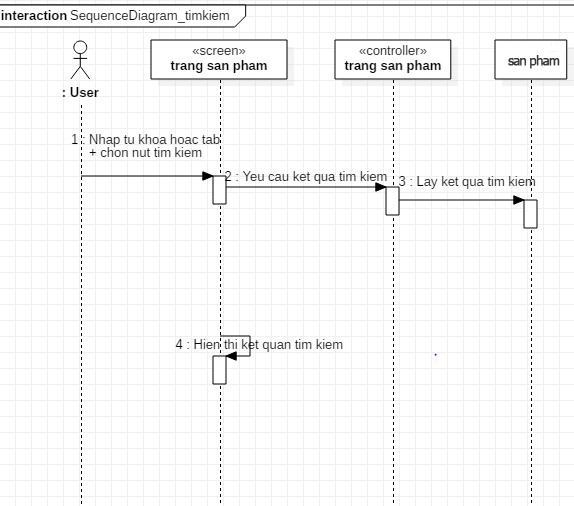 interaction SequenceDiagram_timkiem
«screen»
trang san pham
«controller»
trang san pham
san pham
: User
1 : Nhap tu khoa hoac tab
+ chon nut tim kiem
2 : Yeu cau ket qua tim kiem
3 : Lay ket qua tim kiem
4 : Hien thi ket quan tim kiem